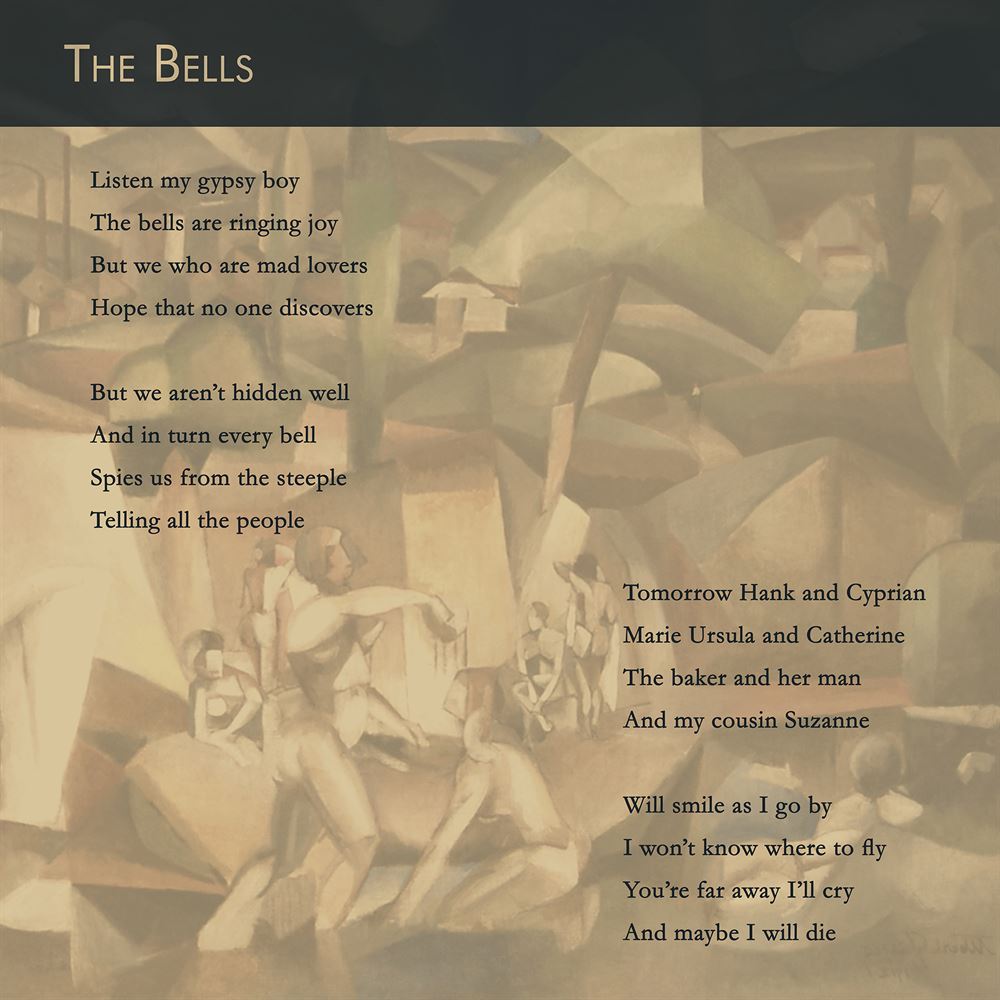 The Bells
Listen my gypsy boy
The bells are ringing joy
But we who are mad lovers
Hope that no one discovers
But we aren’t hidden well
And in turn every bell
Spies us from the steeple
Telling all the people
Tomorrow Hank and Cyprian
Marie Ursula and Catherine
The baker and her man
And my cousin Suzanne
Will smile as I go by
I won’t know where to fly
You’re far away I’ll cry
And maybe I will die